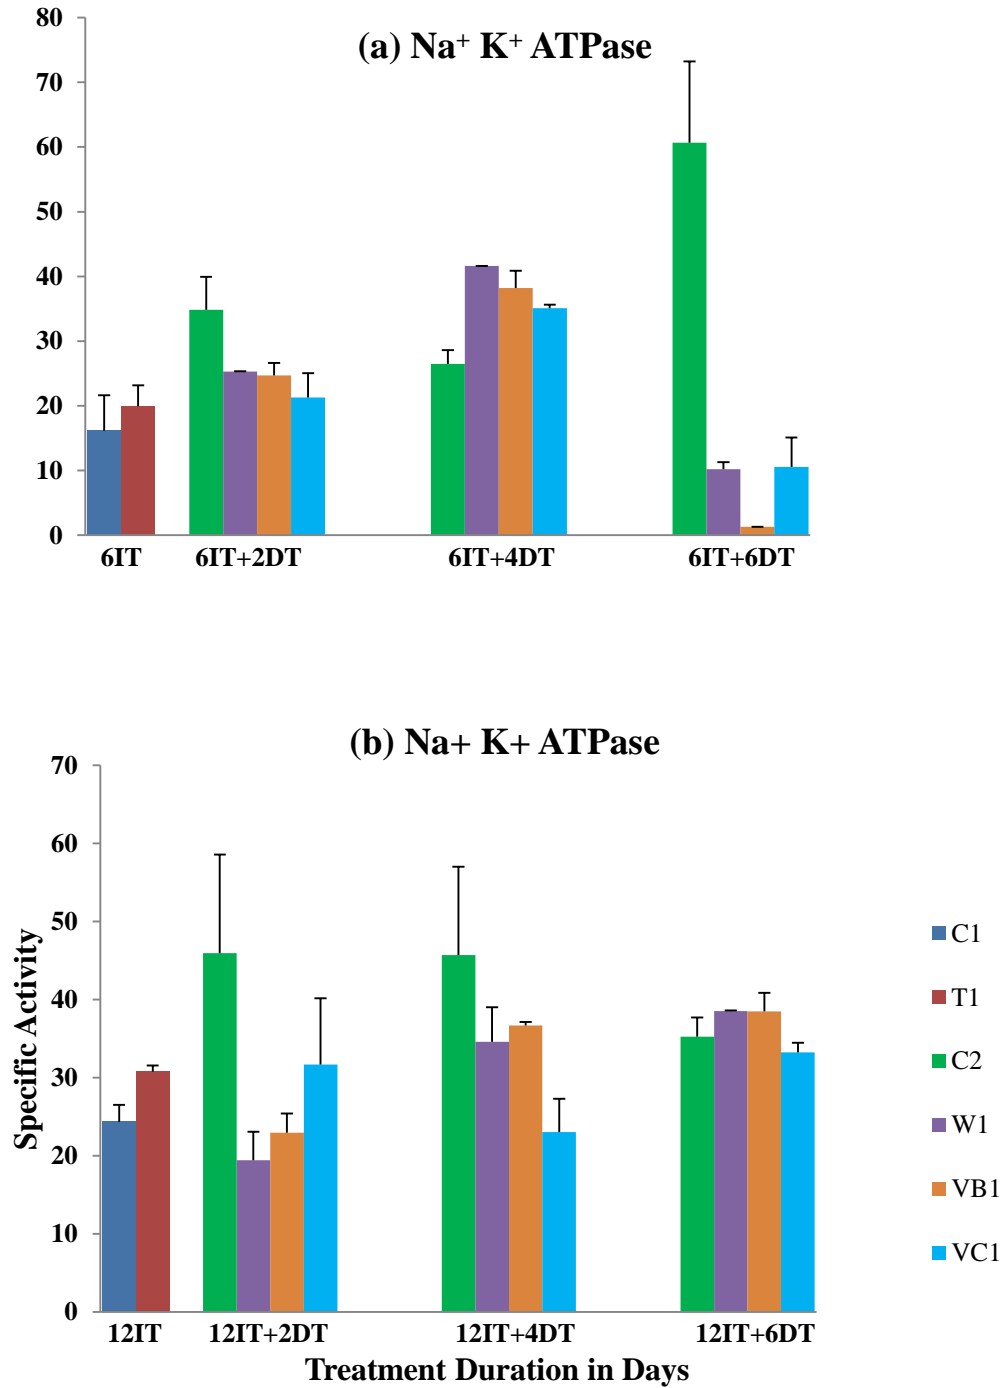 (a) Na⁺ K⁺ ATPase
80
70
60
50
40
30
20
10
0
6IT 6IT+2DT 6IT+4DT 6IT+6DT
(b) Na+ K+ ATPase
70
60
50
40
30
20
10
0
Specific Activity
12IT 12IT+2DT 12IT+4DT 12IT+6DT
Treatment Duration in Days
C1
T1
C2
W1
VB1
VC1